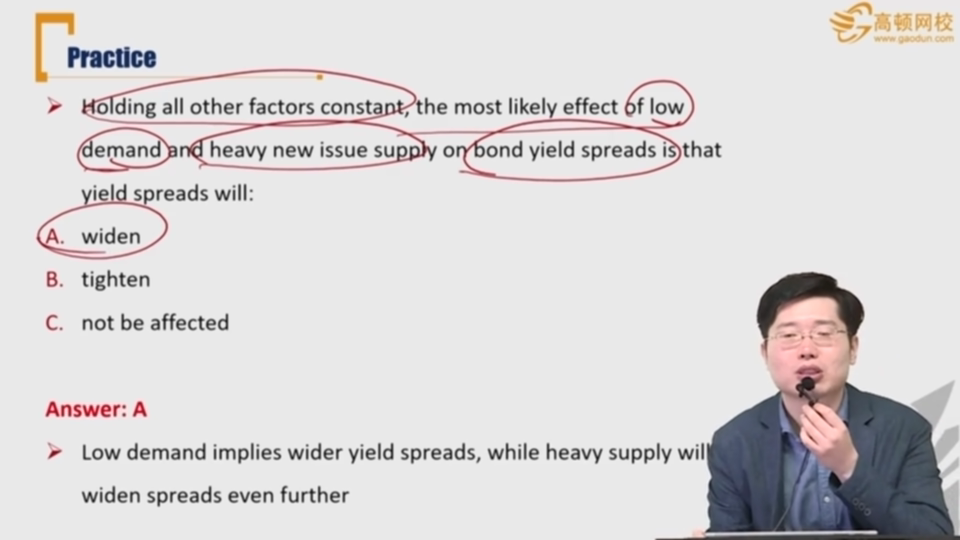 高顿网校
www.gaodun.com
Practice
Holding all other factors constant, the most likely effect of low
demand and heavy new issue supply on bond yield spreads is that
yield spreads will:
A. widen
B. tighten
C. not be affected
Answer: A
Low demand implies wider yield spreads, while heavy supply will
widen spreads even further